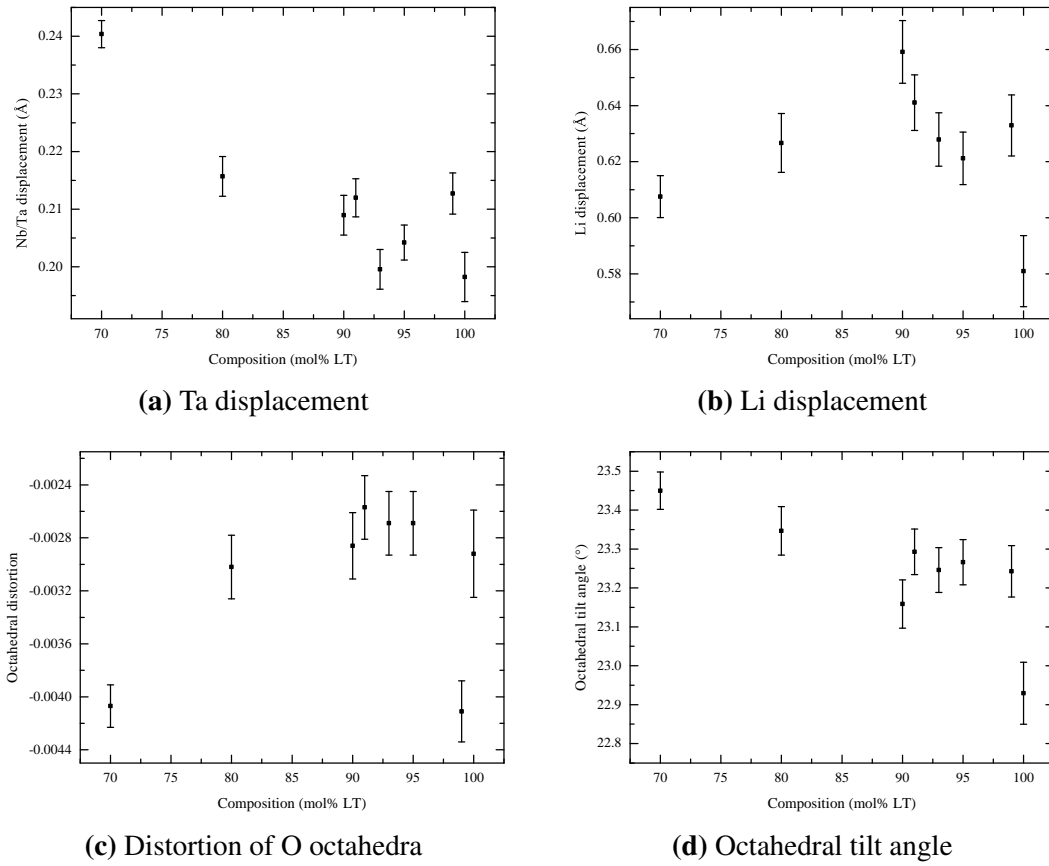 0.24
0.22
0.21
0.20
Nb/Ta displacement (Å)
70 75 80 85 90 95 100
Composition (mol% LT)
(a) Ta displacement
0.66
0.64
0.62
0.60
0.58
Li displacement (Å)
70 75 80 85 90 95 100
Composition (mol% LT)
(b) Li displacement
-0.0024
-0.0028
-0.0032
-0.0036
-0.0040
-0.0044
Octahedral distortion
70 75 80 85 90 95 100
Composition (mol% LT)
(c) Distortion of O octahedra
23.5
23.4
23.3
23.2
23.1
23.0
22.9
22.8
Octahedral tilt angle (°)
70 75 80 85 90 95 100
Composition (mol% LT)
(d) Octahedral tilt angle